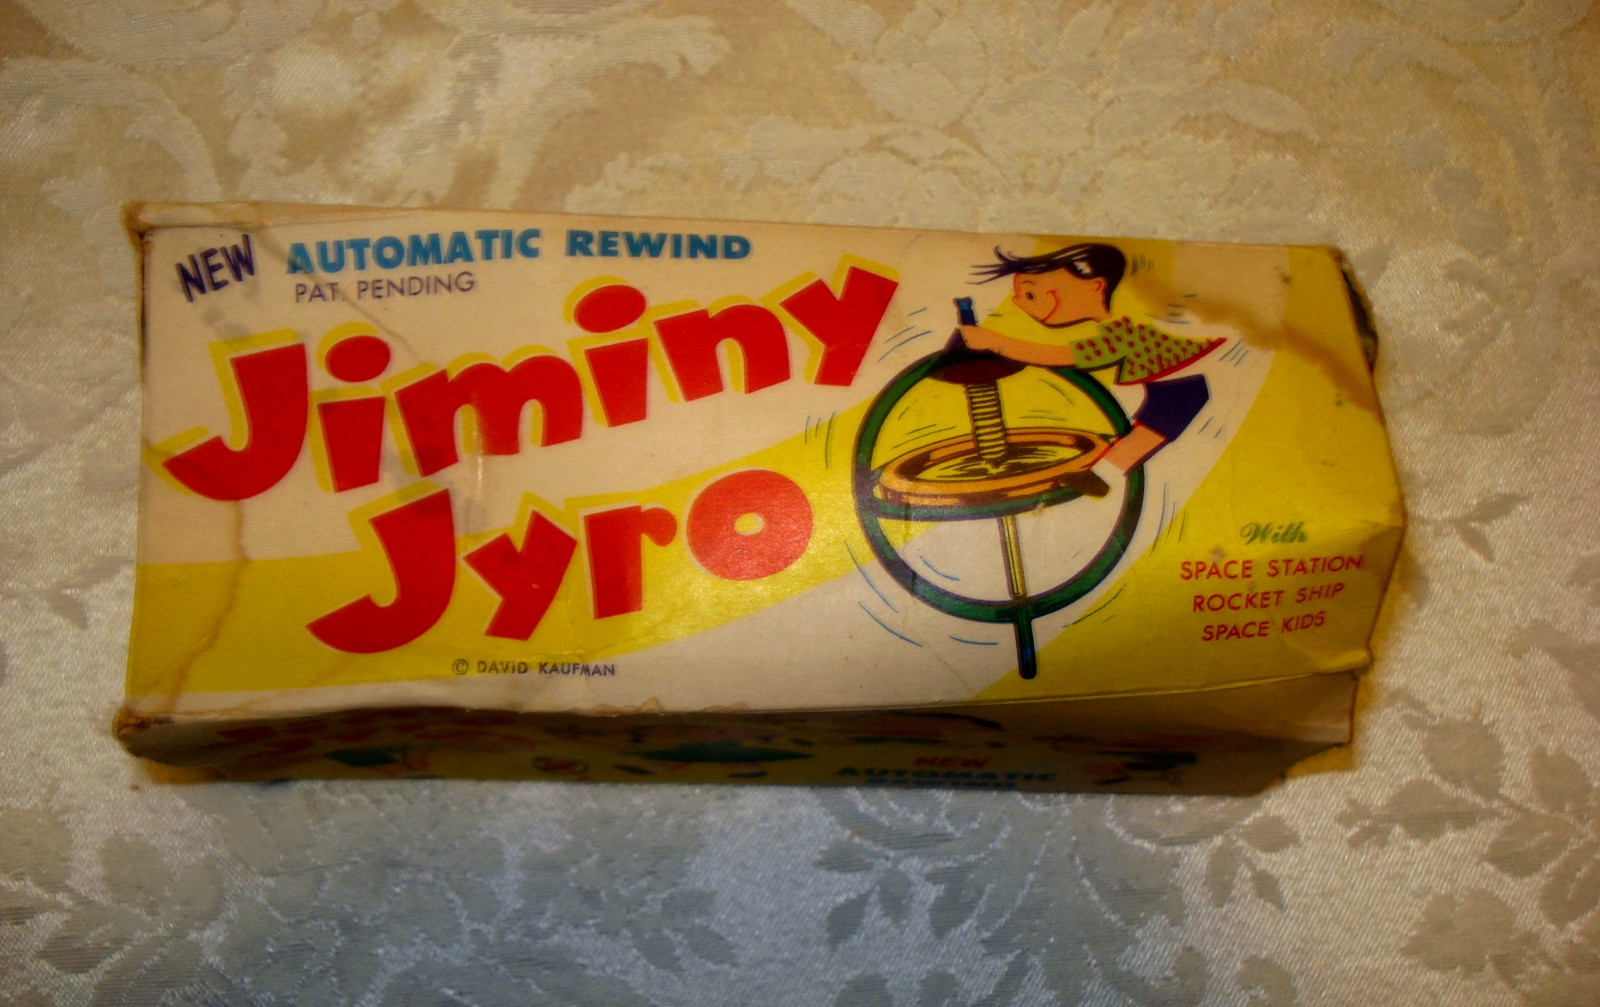 NEW AUTOMATIC REWIND
PAT. PENDING
Jiminy
Jyro
© DAVID KAUFMAN
With
SPACE STATION
ROCKET SHIP
SPACE KIDS
NEW
AUTOMATIC